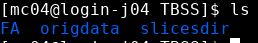 [mc04@login-j04 TBSS]$ ls
FA  origdata  slicesdir